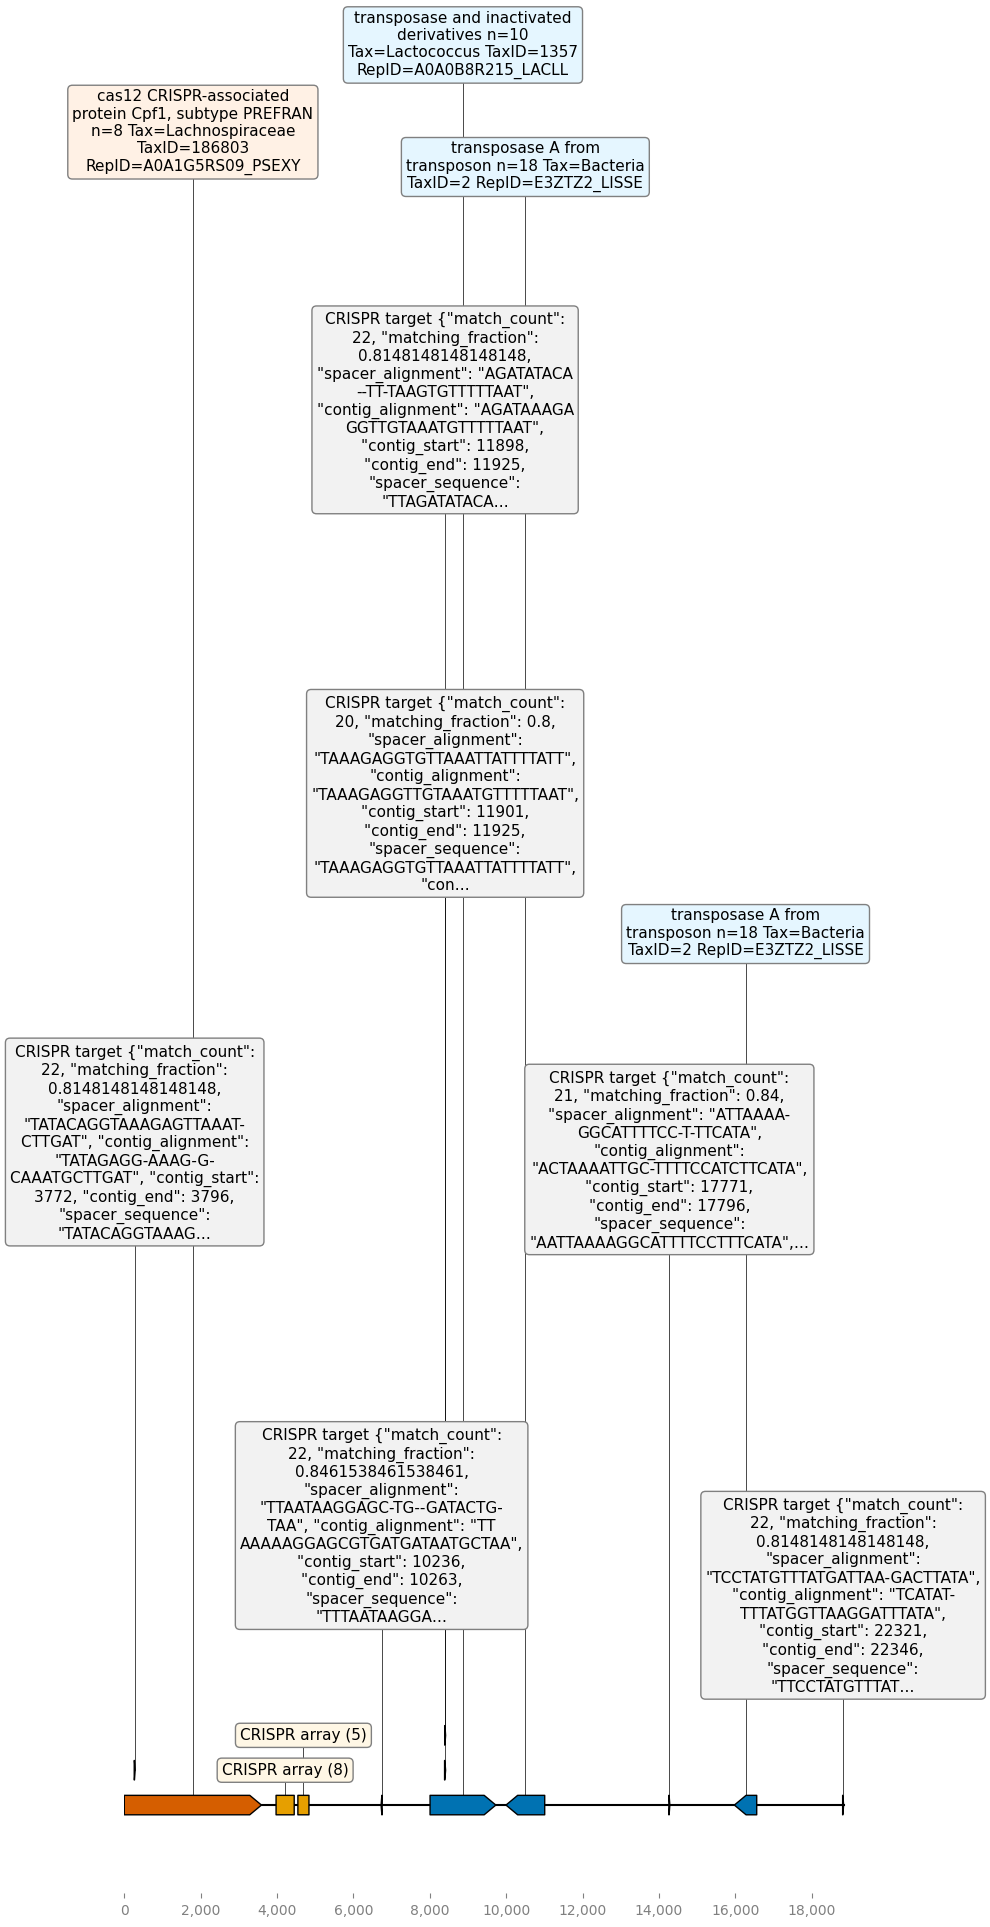 transposase and inactivated
derivatives n=10
Tax=Lactococcus TaxID=1357
RepID=A0A0B8R215_LACLL
cas12 CRISPR-associated
protein Cpf1, subtype PREFRAN
n=8 Tax=Lachnospiraceae
TaxID=186803
RepID=A0A1G5RS09_PSEXY
transposase A from
transposon n=18 Tax=Bacteria
TaxID=2 RepID=E3ZTZ2_LISSE
CRISPR target {"match_count":
22, "matching_fraction":
0.8148148148148148,
"spacer_alignment": "AGATATACA
--TT-TAAGTGTTTTTAAT",
"contig_alignment": "AGATAAAGA
GGTTGTAAATGTTTTTAAT",
"contig_start": 11898,
"contig_end": 11925,
"spacer_sequence":
"TTAGATATACA...
CRISPR target {"match_count":
20, "matching_fraction": 0.8,
"spacer_alignment":
"TAAAGAGGTGTTAAATTATTTTATT",
"contig_alignment":
"TAAAGAGGTTGTAAATGTTTTTAAT",
"contig_start": 11901,
"contig_end": 11925,
"spacer_sequence":
"TAAAGAGGTGTTAAATTATTTTATT",
"con...
transposase A from
transposon n=18 Tax=Bacteria
TaxID=2 RepID=E3ZTZ2_LISSE
CRISPR target {"match_count":
22, "matching_fraction":
0.8148148148148148,
"spacer_alignment":
"TATACAGGTAAAGAGTTAAAT-
CTTGAT", "contig_alignment":
"TATAGAGG-AAAG-G-
CAAATGCTTGAT", "contig_start":
3772, "contig_end": 3796,
"spacer_sequence":
"TATACAGGTAAAG...
CRISPR target {"match_count":
21, "matching_fraction": 0.84,
"spacer_alignment": "ATTAAAA-
GGCATTTTCC-T-TTCATA",
"contig_alignment":
"ACTAAAATTGC-TTTTCCATCTTCATA",
"contig_start": 17771,
"contig_end": 17796,
"spacer_sequence":
"AATTAAAAGGCATTTTCCTTTCATA",...
CRISPR target {"match_count":
22, "matching_fraction":
0.8461538461538461,
"spacer_alignment":
"TTAATAAGGAGC-TG--GATACTG-
TAA", "contig_alignment": "TT
AAAAAGGAGCGTGATGATAATGCTAA",
"contig_start": 10236,
"contig_end": 10263,
"spacer_sequence":
"TTTAATAAGGA...
CRISPR target {"match_count":
22, "matching_fraction":
0.8148148148148148,
"spacer_alignment":
"TCCTATGTTTATGATTAA-GACTTATA",
"contig_alignment": "TCATAT-
TTTATGGTTAAGGATTTATA",
"contig_start": 22321,
"contig_end": 22346,
"spacer_sequence":
"TTCCTATGTTTAT...
CRISPR array (5)
CRISPR array (8)
0 2,000 4,000 6,000 8,000 10,000 12,000 14,000 16,000 18,000